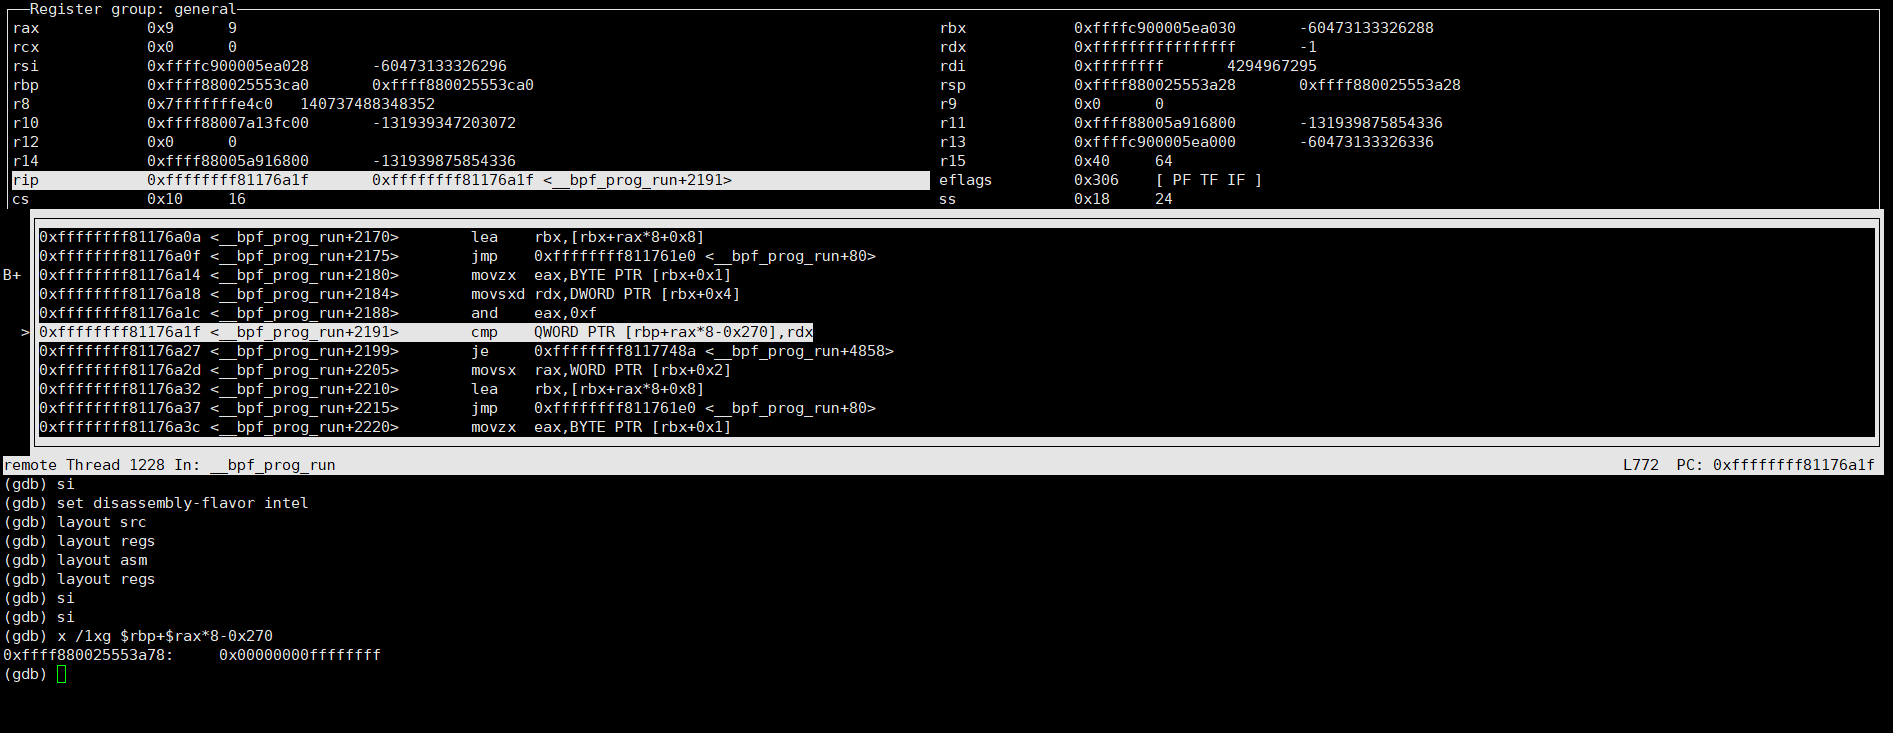 Register group: general
rax 0x9 9 rbx 0xffffc900005ea030 -60473133326288
rcx 0x0 0 rdx 0xffffffffffffffff -1
rsi 0xffffc900005ea028 -60473133326296 rdi 0xffffffff 4294967295
rbp 0xffff880025553ca0 0xffff880025553ca0 rsp 0xffff880025553a28 0xffff880025553a28
r8 0x7fffffffe4c0 140737488348352 r9 0x0 0
r10 0xffff88007a13fc00 -131939347203072 r11 0xffff88005a916800 -131939875854336
r12 0x0 0 r13 0xffffc900005ea000 -60473133326336
r14 0xffff88005a916800 -131939875854336 r15 0x40 64
rip 0xffffffff81176a1f 0xffffffff81176a1f <__bpf_prog_run+2191> eflags 0x306 [ PF TF IF ]
cs 0x10 16 ss 0x18 24
0xffffffff81176a0a <__bpf_prog_run+2170> lea rbx,[rbx+rax*8+0x8]
0xffffffff81176a0f <__bpf_prog_run+2175> jmp 0xffffffff811761e0 <__bpf_prog_run+80>
B+ 0xffffffff81176a14 <__bpf_prog_run+2180> movzx eax,BYTE PTR [rbx+0x1]
0xffffffff81176a18 <__bpf_prog_run+2184> movsxd rdx,DWORD PTR [rbx+0x4]
0xffffffff81176a1c <__bpf_prog_run+2188> and eax,0xf
> 0xffffffff81176a1f <__bpf_prog_run+2191> cmp QWORD PTR [rbp+rax*8-0x270],rdx
0xffffffff81176a27 <__bpf_prog_run+2199> je 0xffffffff8117748a <__bpf_prog_run+4858>
0xffffffff81176a2d <__bpf_prog_run+2205> movsx rax,WORD PTR [rbx+0x2]
0xffffffff81176a32 <__bpf_prog_run+2210> lea rbx,[rbx+rax*8+0x8]
0xffffffff81176a37 <__bpf_prog_run+2215> jmp 0xffffffff811761e0 <__bpf_prog_run+80>
0xffffffff81176a3c <__bpf_prog_run+2220> movzx eax,BYTE PTR [rbx+0x1]
remote Thread 1228 In: __bpf_prog_run L772 PC: 0xffffffff81176a1f
(gdb) si
(gdb) set disassembly-flavor intel
(gdb) layout src
(gdb) layout regs
(gdb) layout asm
(gdb) layout regs
(gdb) si
(gdb) si
(gdb) x /1xg $rbp+$rax*8-0x270
0xffff880025553a78: 0x00000000ffffffff
(gdb)